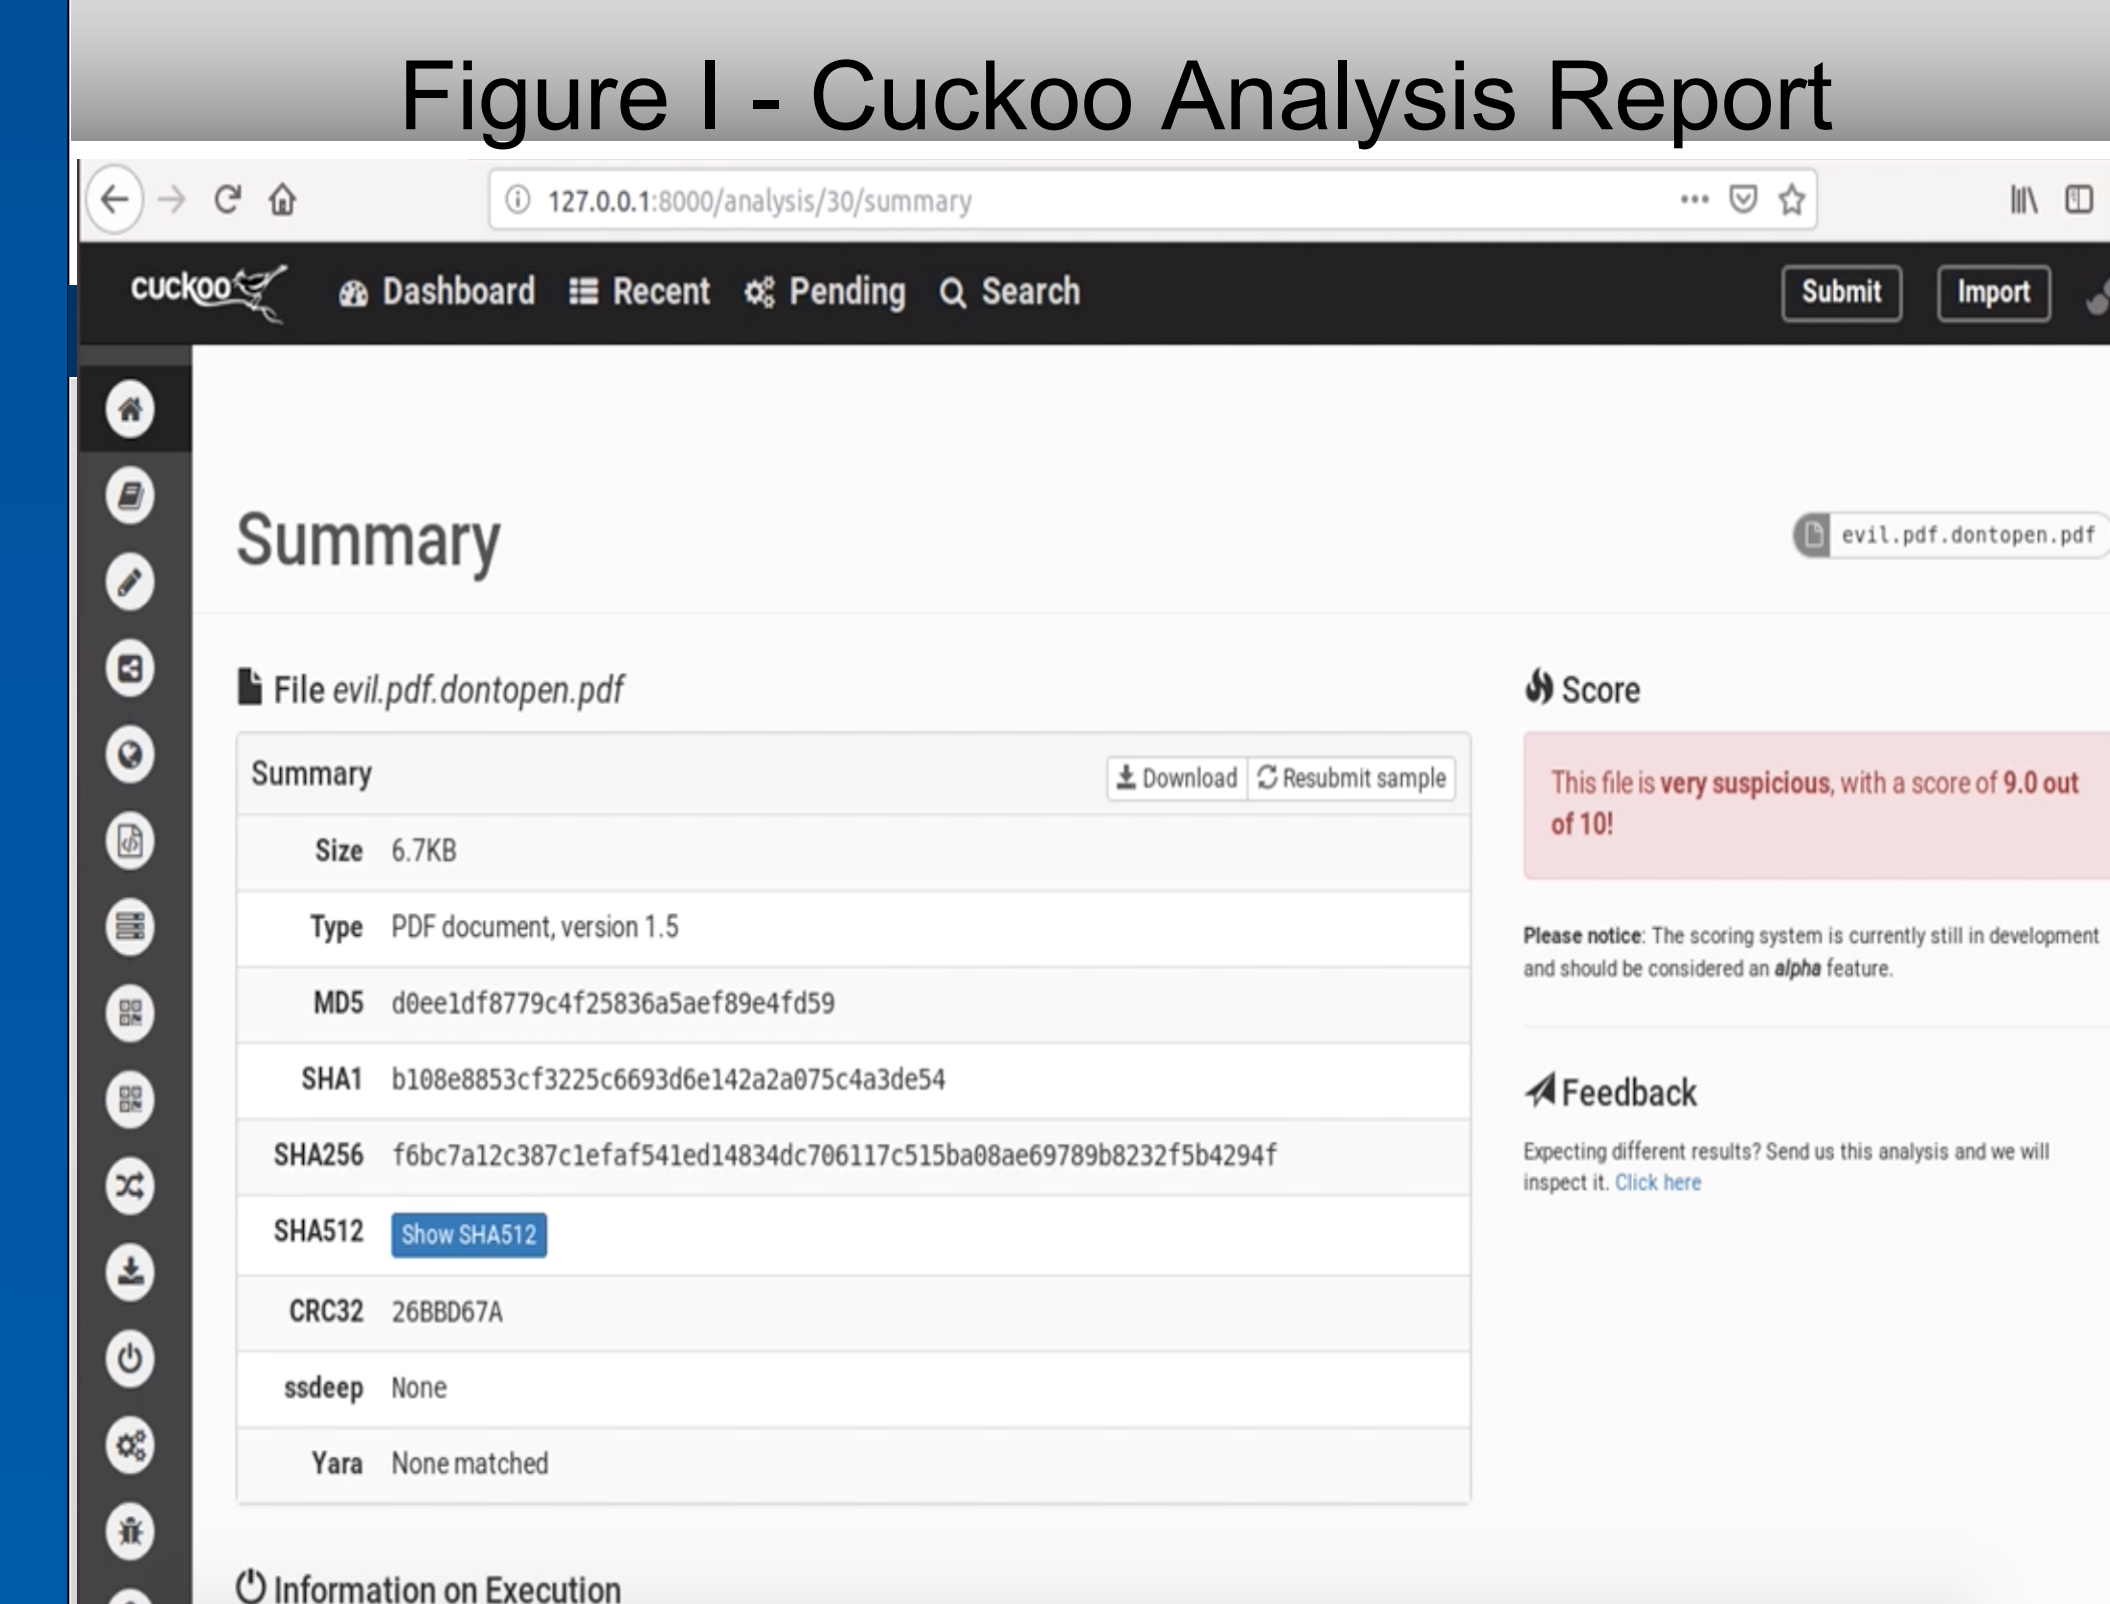 Figure I - Cuckoo Analysis Report
127.0.0.1:8000/analysis/30/summary
cuckoo Dashboard Recent Pending Search Submit Import
Summary evil.pdf.dontopen.pdf
File evil.pdf.dontopen.pdf
Summary Download Resubmit sample
Size 6.7KB
Type PDF document, version 1.5
MD5 d0ee1df8779c4f25836a5aef89e4fd59
SHA1 b108e8853cf3225c6693d6e142a2a075c4a3de54
SHA256 f6bc7a12c387c1efaf541ed14834dc706117c515ba08ae69789b8232f5b4294f
SHA512 Show SHA512
CRC32 26BBD67A
ssdeep None
Yara None matched
Score
This file is very suspicious, with a score of 9.0 out
of 10!
Please notice: The scoring system is currently still in development
and should be considered an alpha feature.
Feedback
Expecting different results? Send us this analysis and we will
inspect it. Click here
Information on Execution